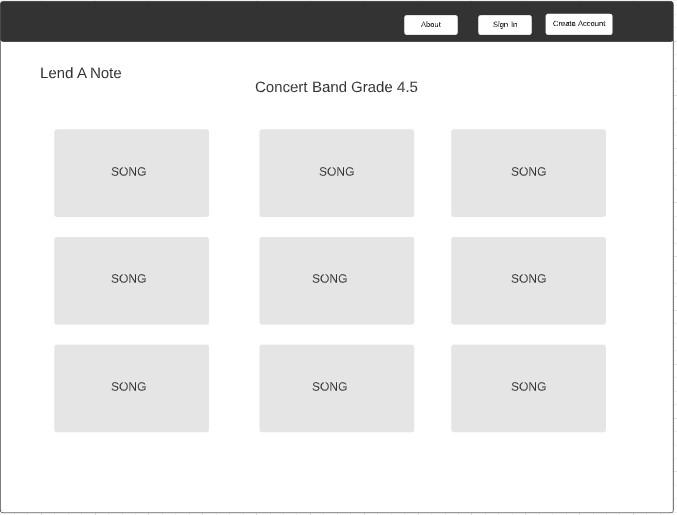 About
Sign In
Create Account
Lend A Note
Concert Band Grade 4.5
SONG
SONG
SONG
SONG
SONG
SONG
SONG
SONG
SONG